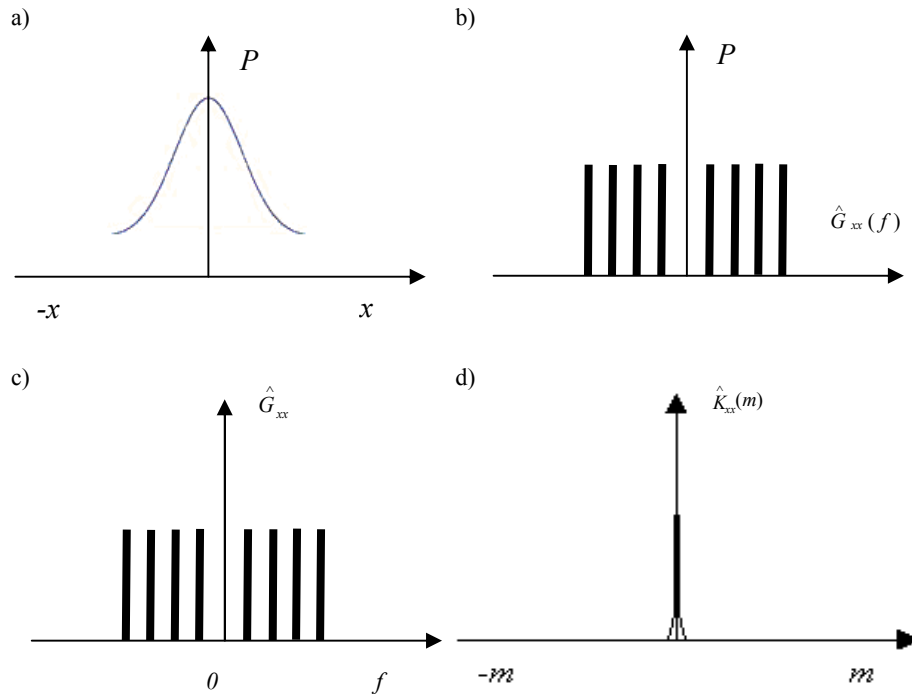 a)
P
-x x
b)
P
Ĝxx(f)
c)
Ĝxx
0 f
d)
K̂xx(m)
-m m